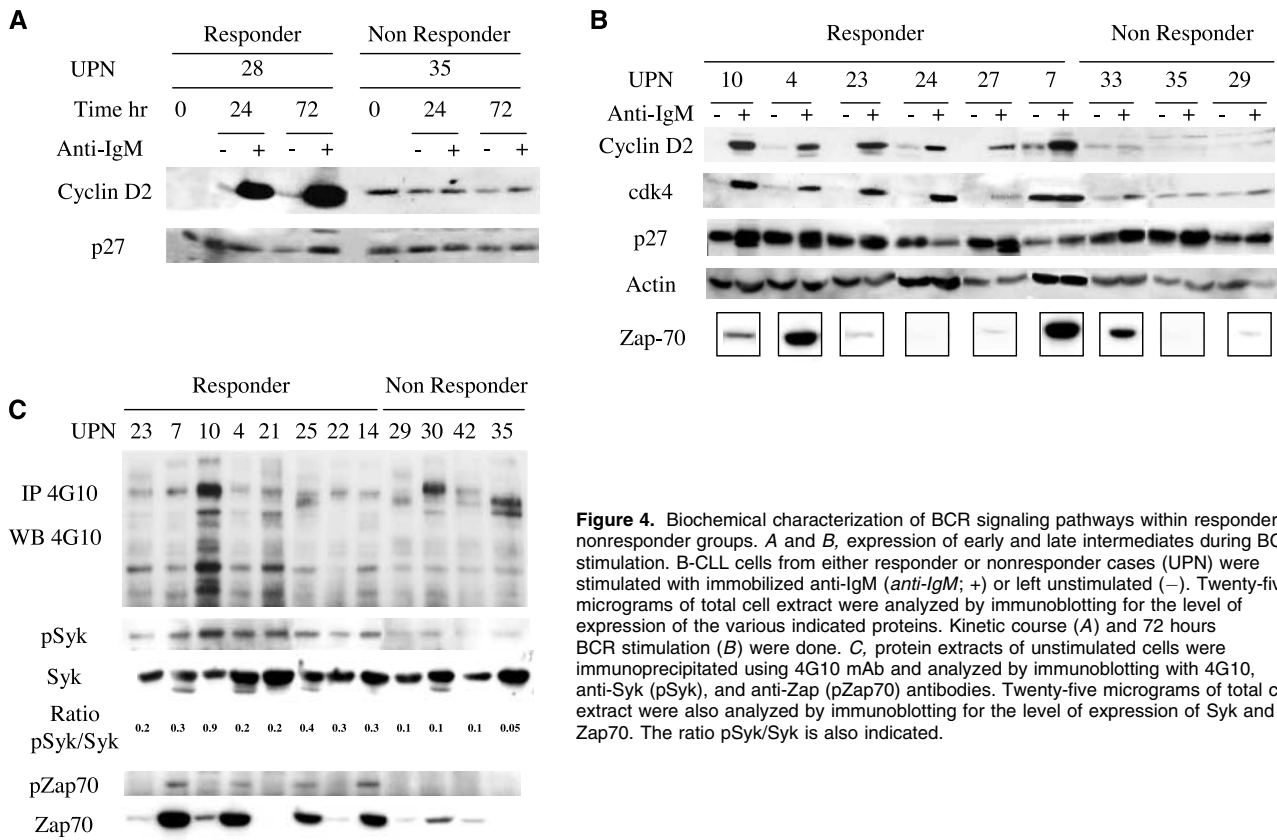 A
Responder Non Responder
UPN 28 35
Time hr 0 24 72 0 24 72
Anti-IgM - + - + - + - +
Cyclin D2
p27
B
Responder Non Responder
UPN 10 4 23 24 27 7 33 35 29
Anti-IgM - + - + - + - + - + - + - + - + - +
Cyclin D2
cdk4
p27
Actin
Zap-70
C
Responder Non Responder
UPN 23 7 10 4 21 25 22 14 29 30 42 35
IP 4G10
WB 4G10
pSyk
Syk
Ratio
pSyk/Syk 0.2 0.3 0.9 0.2 0.2 0.4 0.3 0.3 0.1 0.1 0.1 0.05
pZap70
Zap70
Figure 4. Biochemical characterization of BCR signaling pathways within responder
nonresponder groups. A and B, expression of early and late intermediates during BC
stimulation. B-CLL cells from either responder or nonresponder cases (UPN) were
stimulated with immobilized anti-IgM (anti-IgM; +) or left unstimulated (−). Twenty-fiv
micrograms of total cell extract were analyzed by immunoblotting for the level of
expression of the various indicated proteins. Kinetic course (A) and 72 hours
BCR stimulation (B) were done. C, protein extracts of unstimulated cells were
immunoprecipitated using 4G10 mAb and analyzed by immunoblotting with 4G10,
anti-Syk (pSyk), and anti-Zap (pZap70) antibodies. Twenty-five micrograms of total c
extract were also analyzed by immunoblotting for the level of expression of Syk and
Zap70. The ratio pSyk/Syk is also indicated.